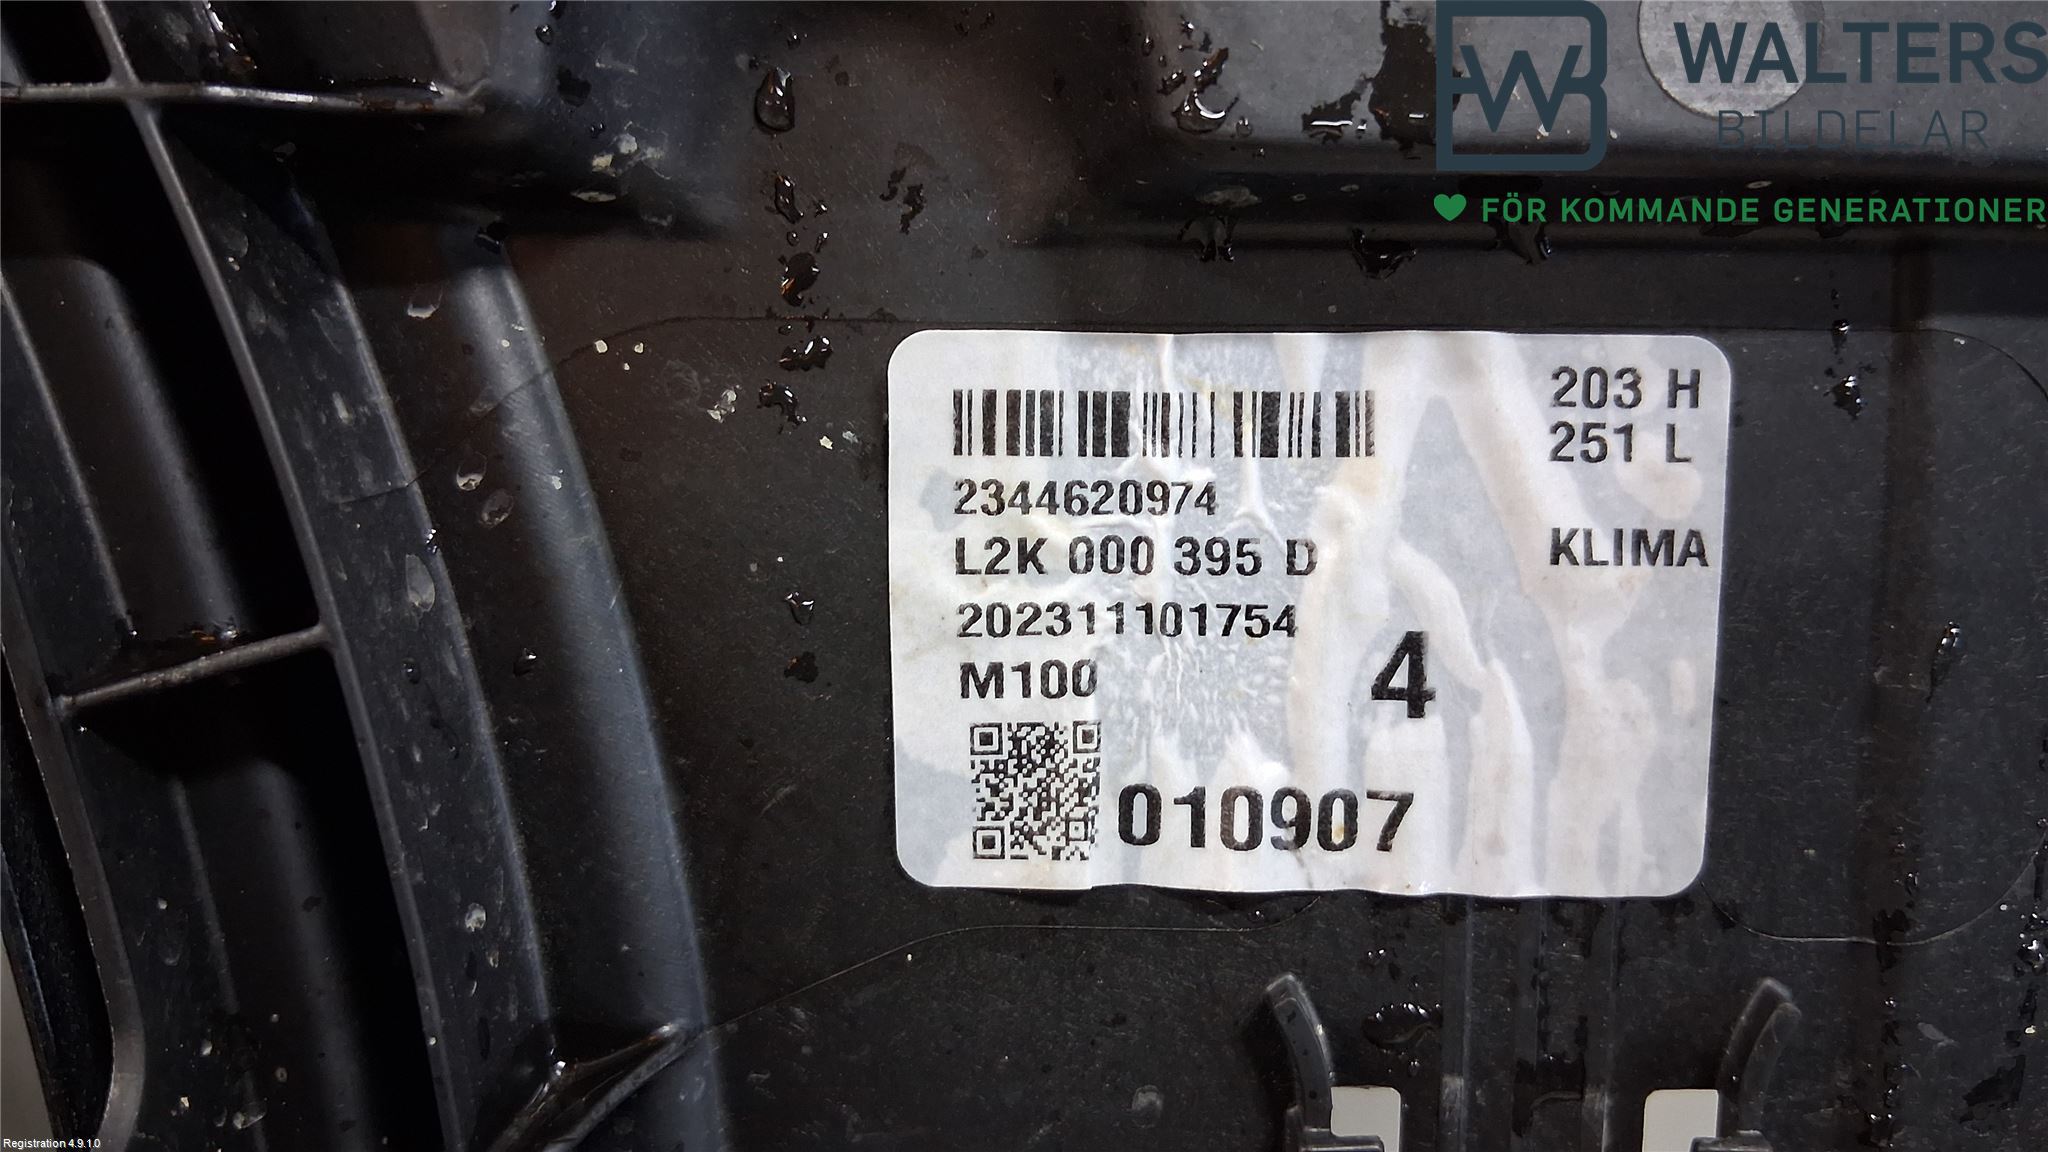 WALTERS
BILDELAR
FÖR KOMMANDE GENERATIONER
203 H
251 L
2344620974
L2K 000 395 D
KLIMA
202311101754
4
M100
010907
Registration 4.9.1.0